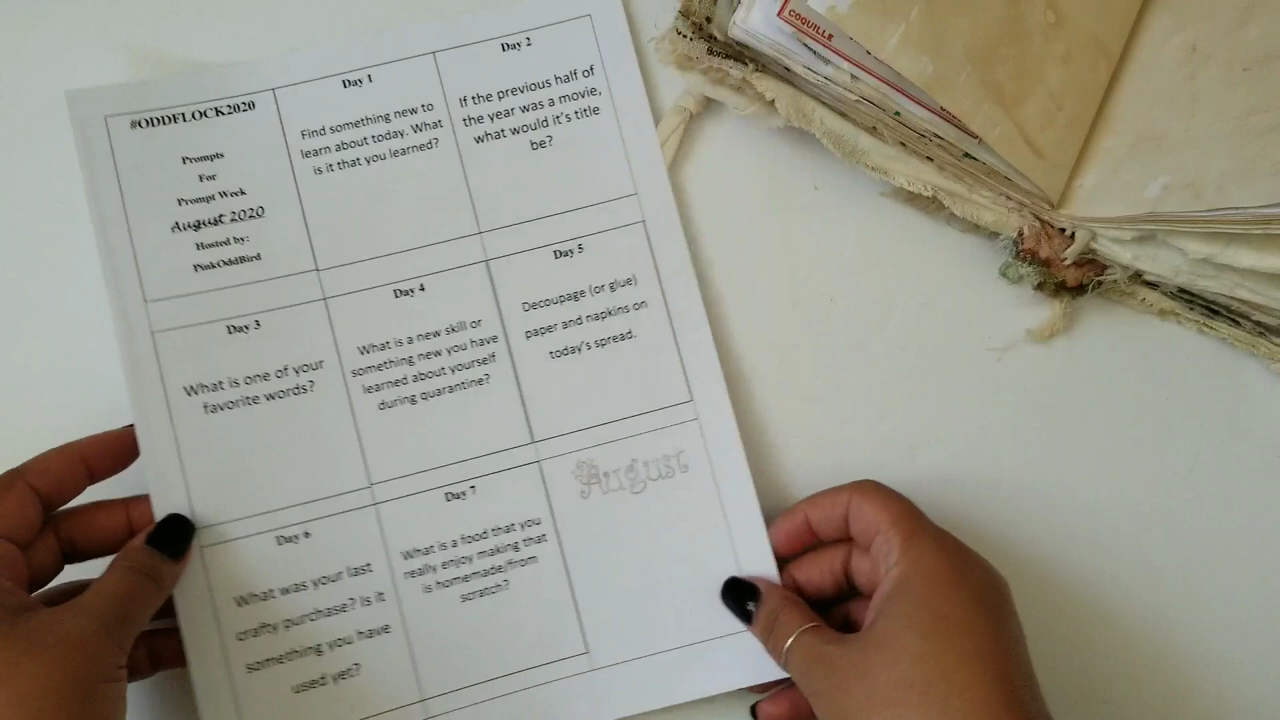 #ODDFLOCK2020
Prompts
For
Prompt Week
August 2020
Hosted by:
PinkOddBird
Day 1
Find something new to
learn about today. What
is it that you learned?
Day 2
If the previous half of
the year was a movie,
what would it's title
be?
Day 3
What is one of your
favorite words?
Day 4
What is a new skill or
something new you have
learned about yourself
during quarantine?
Day 5
Decoupage (or glue)
paper and napkins on
today's spread.
Day 6
What was your last
crafty purchase? Is it
something you have
used yet?
Day 7
What is a food that you
really enjoy making that
is homemade/from
scratch?
August
COQUILLE